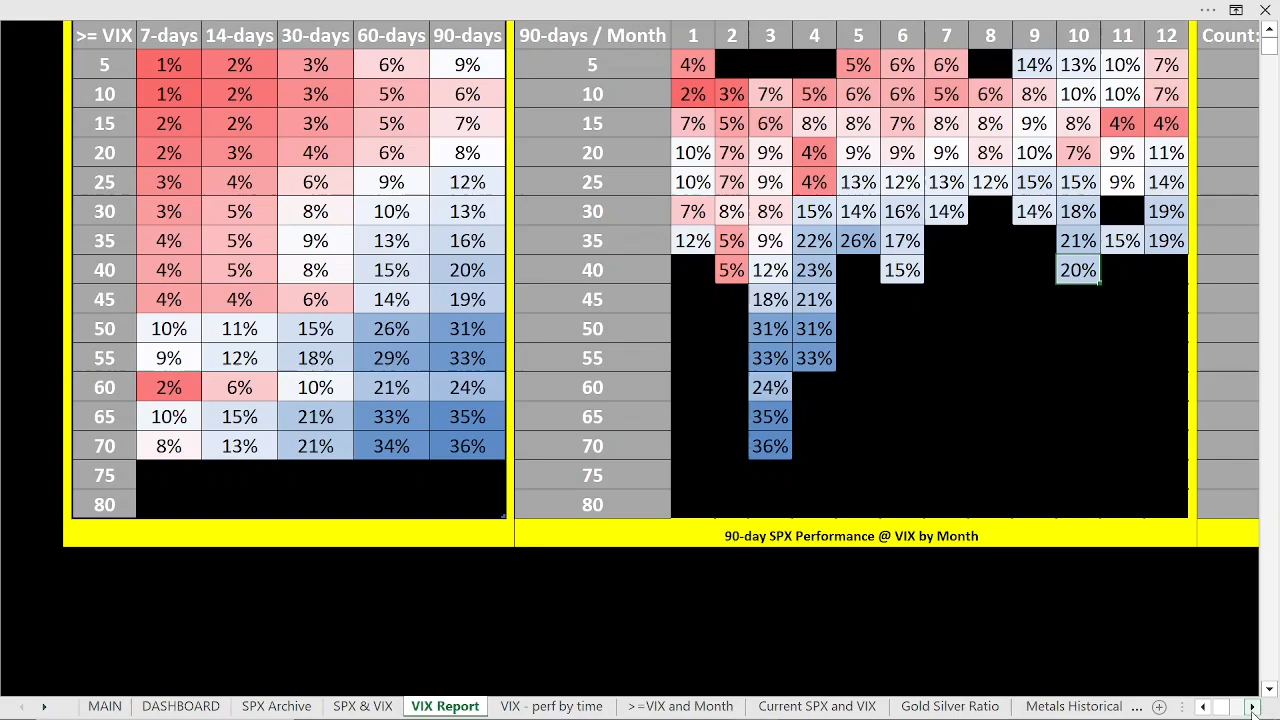 >= VIX 7-days 14-days 30-days 60-days 90-days 90-days / Month 1 2 3 4 5 6 7 8 9 10 11 12 Count:
5 1% 2% 3% 6% 9% 5 4% 5% 6% 6% 14% 13% 10% 7%
10 1% 2% 3% 5% 6% 10 2% 3% 7% 5% 6% 6% 5% 6% 8% 10% 10% 7%
15 2% 2% 3% 5% 7% 15 7% 5% 6% 8% 8% 7% 8% 8% 9% 8% 4% 4%
20 2% 3% 4% 6% 8% 20 10% 7% 9% 4% 9% 9% 9% 8% 10% 7% 9% 11%
25 3% 4% 6% 9% 12% 25 10% 7% 9% 4% 13% 12% 13% 12% 15% 15% 9% 14%
30 3% 5% 8% 10% 13% 30 7% 8% 8% 15% 14% 16% 14% 14% 18% 19%
35 4% 5% 9% 13% 16% 35 12% 5% 9% 22% 26% 17% 21% 15% 19%
40 4% 5% 8% 15% 20% 40 5% 12% 23% 15% 20%
45 4% 4% 6% 14% 19% 45 18% 21%
50 10% 11% 15% 26% 31% 50 31% 31%
55 9% 12% 18% 29% 33% 55 33% 33%
60 2% 6% 10% 21% 24% 60 24%
65 10% 15% 21% 33% 35% 65 35%
70 8% 13% 21% 34% 36% 70 36%
75 75
80 80
90-day SPX Performance @ VIX by Month
MAIN DASHBOARD SPX Archive SPX & VIX VIX Report VIX - perf by time >=VIX and Month Current SPX and VIX Gold Silver Ratio Metals Historical ...